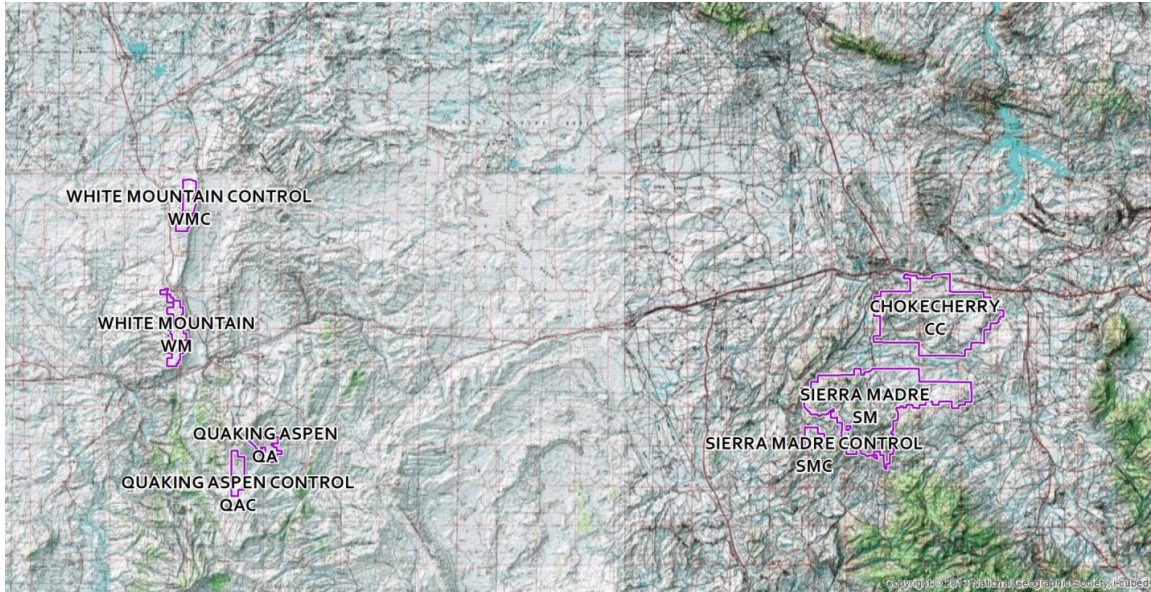 WHITE MOUNTAIN CONTROL
WMC
CHOKECHERRY
CC
WHITE MOUNTAIN
WM
SIERRA MADRE
SM
QUAKING ASPEN
QA
SIERRA MADRE CONTROL
SMC
QUAKING ASPEN CONTROL
QAC
Copyright:© 2013 National Geographic Society, i-cubed